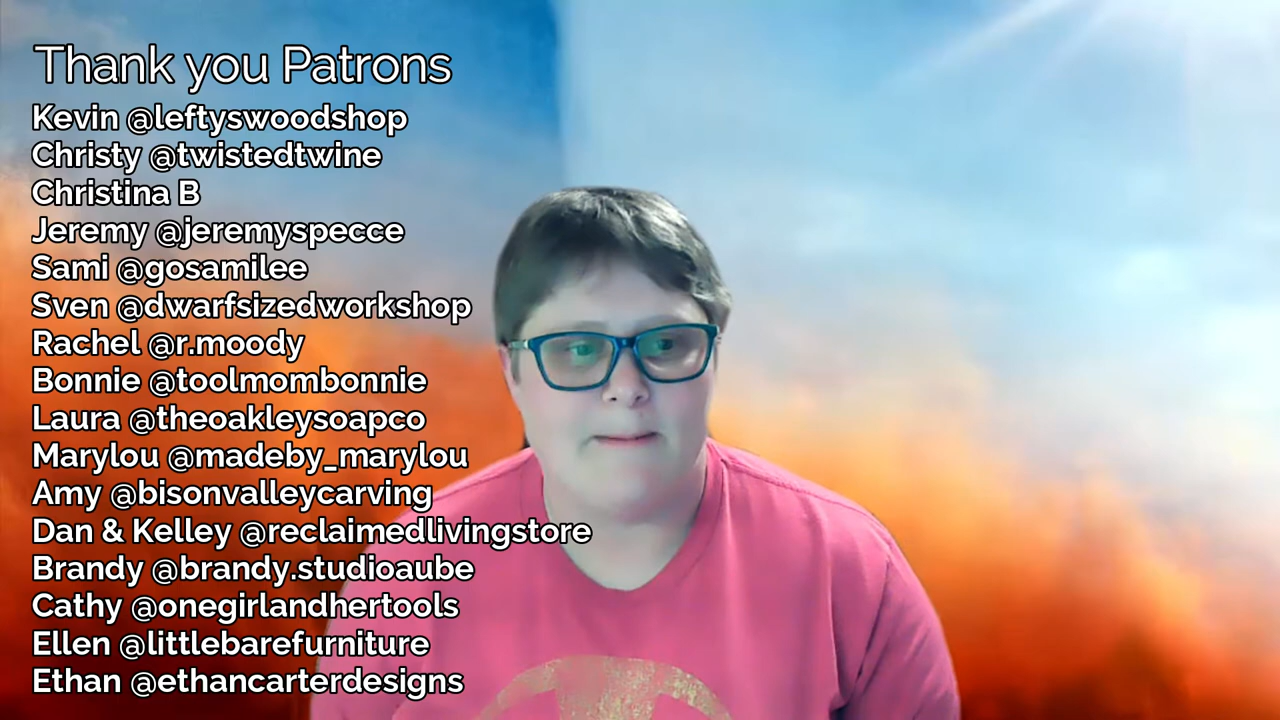 Thank you Patrons
Kevin @leftyswoodshop
Christy @twistedtwine
Christina B
Jeremy @jeremyspecce
Sami @gosamilee
Sven @dwarfsizedworkshop
Rachel @r.moody
Bonnie @toolmombonnie
Laura @theoakleysoapco
Marylou @madeby_marylou
Amy @bisonvalleycarving
Dan & Kelley @reclaimedlivingstore
Brandy @brandy.studioaube
Cathy @onegirlandhertools
Ellen @littlebarefurniture
Ethan @ethancarterdesigns